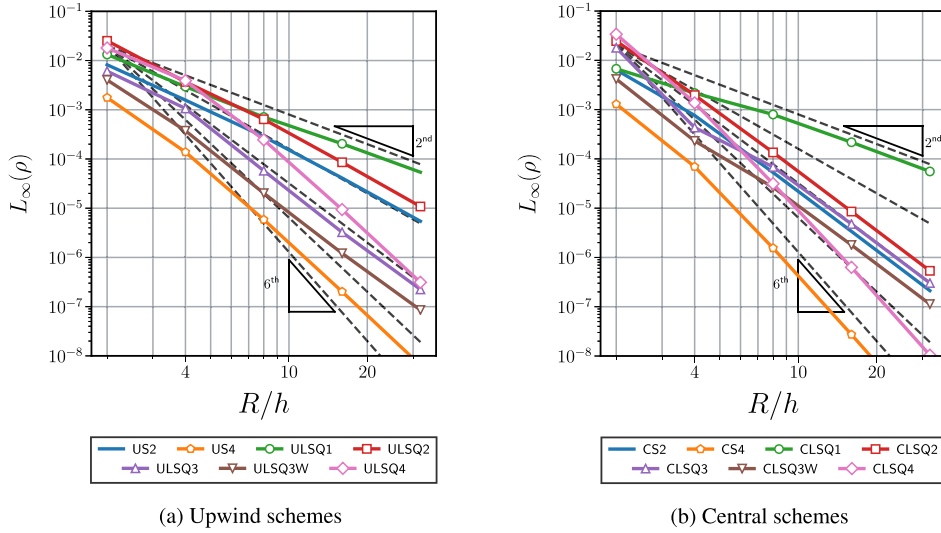 10⁻¹
10⁻²
10⁻³
10⁻⁴
10⁻⁵
10⁻⁶
10⁻⁷
10⁻⁸
L∞(ρ)
2nd
6th
4
10
20
R/h
US2 US4 ULSQ1 ULSQ2
ULSQ3 ULSQ3W ULSQ4
(a) Upwind schemes
10⁻¹
10⁻²
10⁻³
10⁻⁴
10⁻⁵
10⁻⁶
10⁻⁷
10⁻⁸
L∞(ρ)
2nd
6th
4
10
20
R/h
CS2 CS4 CLSQ1 CLSQ2
CLSQ3 CLSQ3W CLSQ4
(b) Central schemes